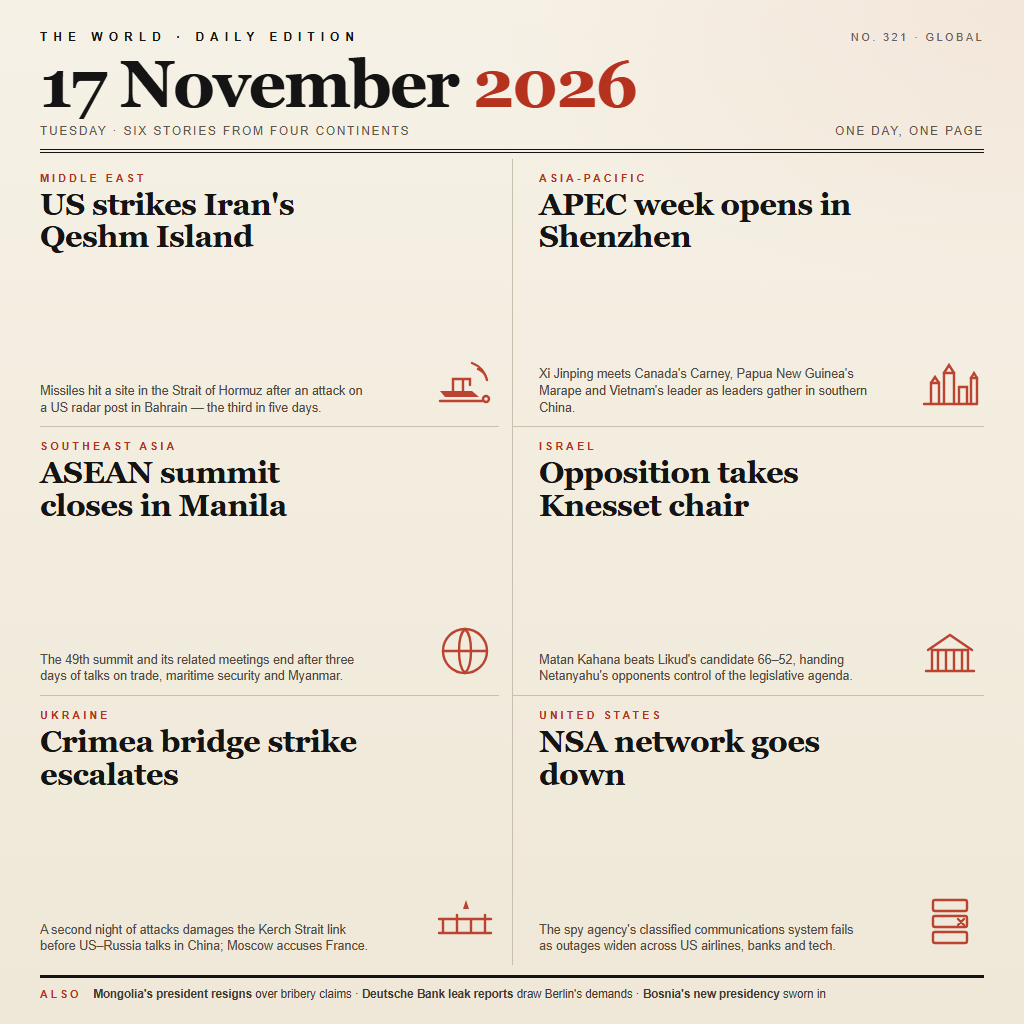 THE WORLD · DAILY EDITION
NO. 321 · GLOBAL
17 November 2026
TUESDAY · SIX STORIES FROM FOUR CONTINENTS
ONE DAY, ONE PAGE
MIDDLE EAST
US strikes Iran's
Qeshm Island
Missiles hit a site in the Strait of Hormuz after an attack on
a US radar post in Bahrain — the third in five days.
ASIA-PACIFIC
APEC week opens in
Shenzhen
Xi Jinping meets Canada's Carney, Papua New Guinea's
Marape and Vietnam's leader as leaders gather in southern
China.
SOUTHEAST ASIA
ASEAN summit
closes in Manila
The 49th summit and its related meetings end after three
days of talks on trade, maritime security and Myanmar.
ISRAEL
Opposition takes
Knesset chair
Matan Kahana beats Likud's candidate 66–52, handing
Netanyahu's opponents control of the legislative agenda.
UKRAINE
Crimea bridge strike
escalates
A second night of attacks damages the Kerch Strait link
before US–Russia talks in China; Moscow accuses France.
UNITED STATES
NSA network goes
down
The spy agency's classified communications system fails
as outages widen across US airlines, banks and tech.
ALSO Mongolia's president resigns over bribery claims · Deutsche Bank leak reports draw Berlin's demands · Bosnia's new presidency sworn in